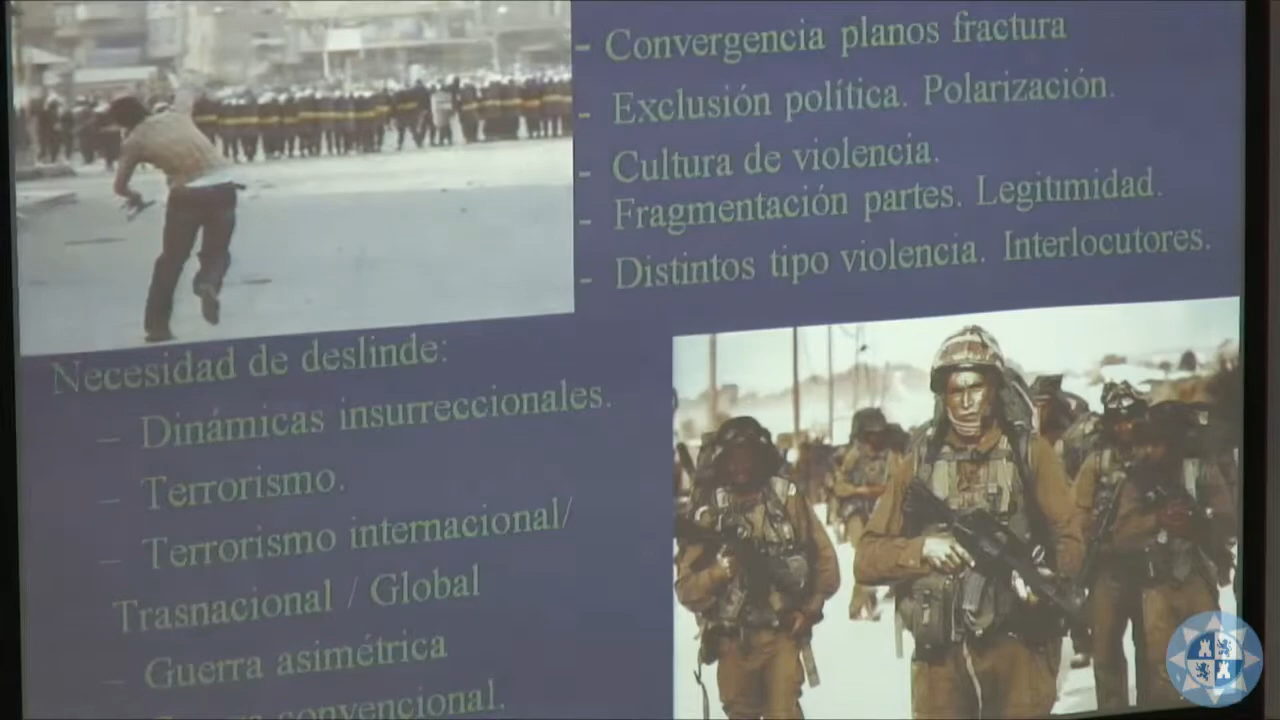 - Convergencia planos fractura
- Exclusión política. Polarización.
- Cultura de violencia.
- Fragmentación partes. Legitimidad.
- Distintos tipo violencia. Interlocutores.
Necesidad de deslinde:
– Dinámicas insurreccionales.
– Terrorismo.
– Terrorismo internacional/
Trasnacional / Global
– Guerra asimétrica
convencional.